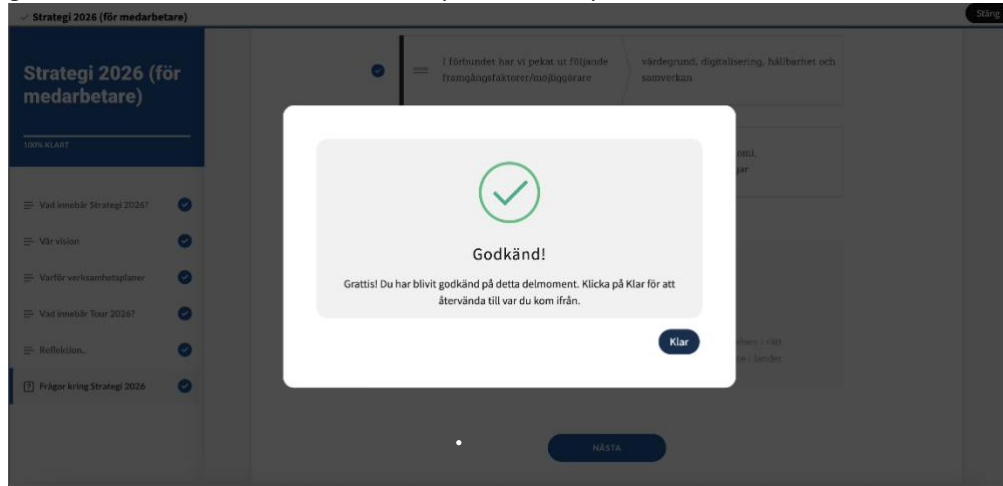 Strategi 2026 (för medarbetare)
Stäng
Strategi 2026 (för
medarbetare)
100% KLART
Vad innebär Strategi 2026?
Vår vision
Varför verksamhetsplaner
Vad innebär Tour 2026?
Reflektion..
Frågor kring Strategi 2026
I förbundet har vi pekat ut följande
framgångsfaktorer/möjliggörare
värdegrund, digitalisering, hållbarhet och
samverkan
Godkänd!
Grattis! Du har blivit godkänd på detta delmoment. Klicka på Klar för att
återvända till var du kom ifrån.
Klar
i rätt
i landet
NÄSTA